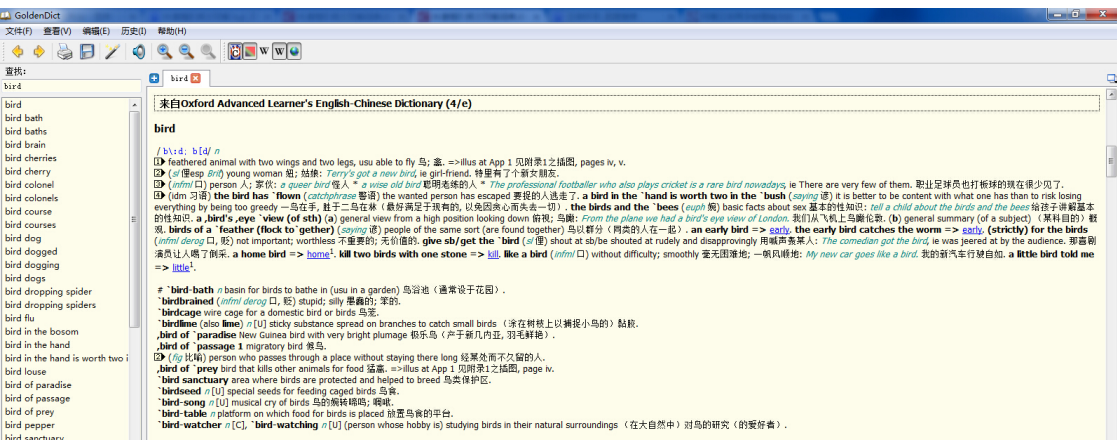 GoldenDict
文件(F) 查看(V) 编辑(E) 历史(I) 帮助(H)
W W
查找:
bird
bird
bird
bird bath
bird baths
bird brain
bird cherries
bird colonel
bird colonels
bird course
bird courses
bird dog
bird dogged
bird dogging
bird dogs
bird dropping spider
bird dropping spiders
bird flu
bird in the bosom
bird in the hand
bird in the hand is worth two i
bird louse
bird of paradise
bird of passage
bird of prey
bird pepper
bird sanctuary
来自Oxford Advanced Learner's English-Chinese Dictionary (4/e)
bird
/ b\:d; b[d/ n
1 feathered animal with two wings and two legs, usu able to fly 鸟; 禽. =>illus at App 1 见附录1之插图, pages iv, v.
2 (sl 俚esp Brit) young woman 妞; 姑娘: Terry's got a new bird, ie girl-friend. 特里有了个新女朋友.
3 (infml 口) person 人; 家伙: a queer bird 怪人 * a wise old bird 聪明老练的人 * The professional footballer who also plays cricket is a rare bird nowadays, ie There are very few of them. 职业足球员也打板球的现在很少见了.
4 (idm 习语) the bird has `flown (catchphrase 警语) the wanted person has escaped 要捉的人逃走了. a bird in the `hand is worth two in the `bush (saying 谚) it is better to be content with what one has than to risk losing
everything by being too greedy 一鸟在手, 胜于二鸟在林 (最好满足于现有的, 以免因贪心而失去一切) . the birds and the `bees (euph 婉) basic facts about sex 基本的性知识: tell a child about the birds and the bees 给孩子讲解基本
的性知识. a ,bird's ,eye `view (of sth) (a) general view from a high position looking down 俯视; 鸟瞰: From the plane we had a bird's eye view of London. 我们从飞机上鸟瞰伦敦. (b) general summary (of a subject) (某科目的) 概
观. birds of a `feather (flock to`gether) (saying 谚) people of the same sort (are found together) 鸟以群分 (同类的人在一起) . an early bird => early. the early bird catches the worm => early. (strictly) for the birds
(infml derog 口, 贬) not important; worthless 不重要的; 无价值的. give sb/get the `bird (sl 俚) shout at sb/be shouted at rudely and disapprovingly 用喊声轰某人: The comedian got the bird, ie was jeered at by the audience. 那喜剧
演员让人喝了倒采. a home bird => home1. kill two birds with one stone => kill. like a bird (infml 口) without difficulty; smoothly 毫无困难地; 一帆风顺地: My new car goes like a bird. 我的新汽车行驶自如. a little bird told me
=> little1.
# `bird-bath n basin for birds to bathe in (usu in a garden) 鸟浴池 (通常设于花园) .
`birdbrained (infml derog 口, 贬) stupid; silly 愚蠢的; 笨的.
`birdcage wire cage for a domestic bird or birds 鸟笼.
`birdlime (also lime) n [U] sticky substance spread on branches to catch small birds (涂在树枝上以捕捉小鸟的) 黏胶.
,bird of `paradise New Guinea bird with very bright plumage 极乐鸟 (产于新几内亚, 羽毛鲜艳) .
,bird of `passage 1 migratory bird 候鸟.
2 (fig 比喻) person who passes through a place without staying there long 经某处而不久留的人.
,bird of `prey bird that kills other animals for food 猛禽. =>illus at App 1 见附录1之插图, page iv.
`bird sanctuary area where birds are protected and helped to breed 鸟类保护区.
`birdseed n [U] special seeds for feeding caged birds 鸟食.
`bird-song n [U] musical cry of birds 鸟的婉转啼鸣; 啁啾.
`bird-table n platform on which food for birds is placed 放置鸟食的平台.
`bird-watcher n [C], `bird-watching n [U] (person whose hobby is) studying birds in their natural surroundings (在大自然中) 对鸟的研究 (的爱好者) .